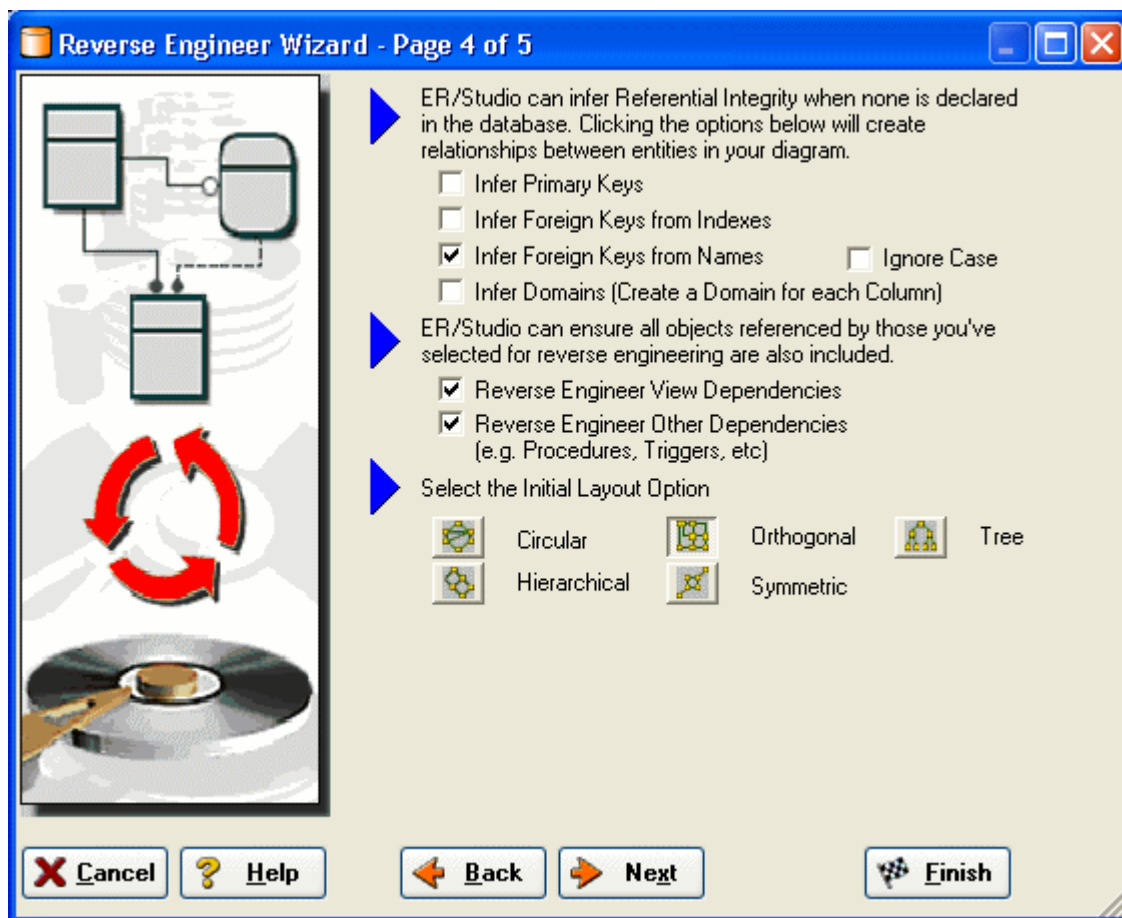 Reverse Engineer Wizard - Page 4 of 5
ER/Studio can infer Referential Integrity when none is declared
in the database. Clicking the options below will create
relationships between entities in your diagram.
Infer Primary Keys
Infer Foreign Keys from Indexes
Infer Foreign Keys from Names Ignore Case
Infer Domains (Create a Domain for each Column)
ER/Studio can ensure all objects referenced by those you've
selected for reverse engineering are also included.
Reverse Engineer View Dependencies
Reverse Engineer Other Dependencies
(e.g. Procedures, Triggers, etc)
Select the Initial Layout Option
Circular Orthogonal Tree
Hierarchical Symmetric
Cancel Help Back Next Finish